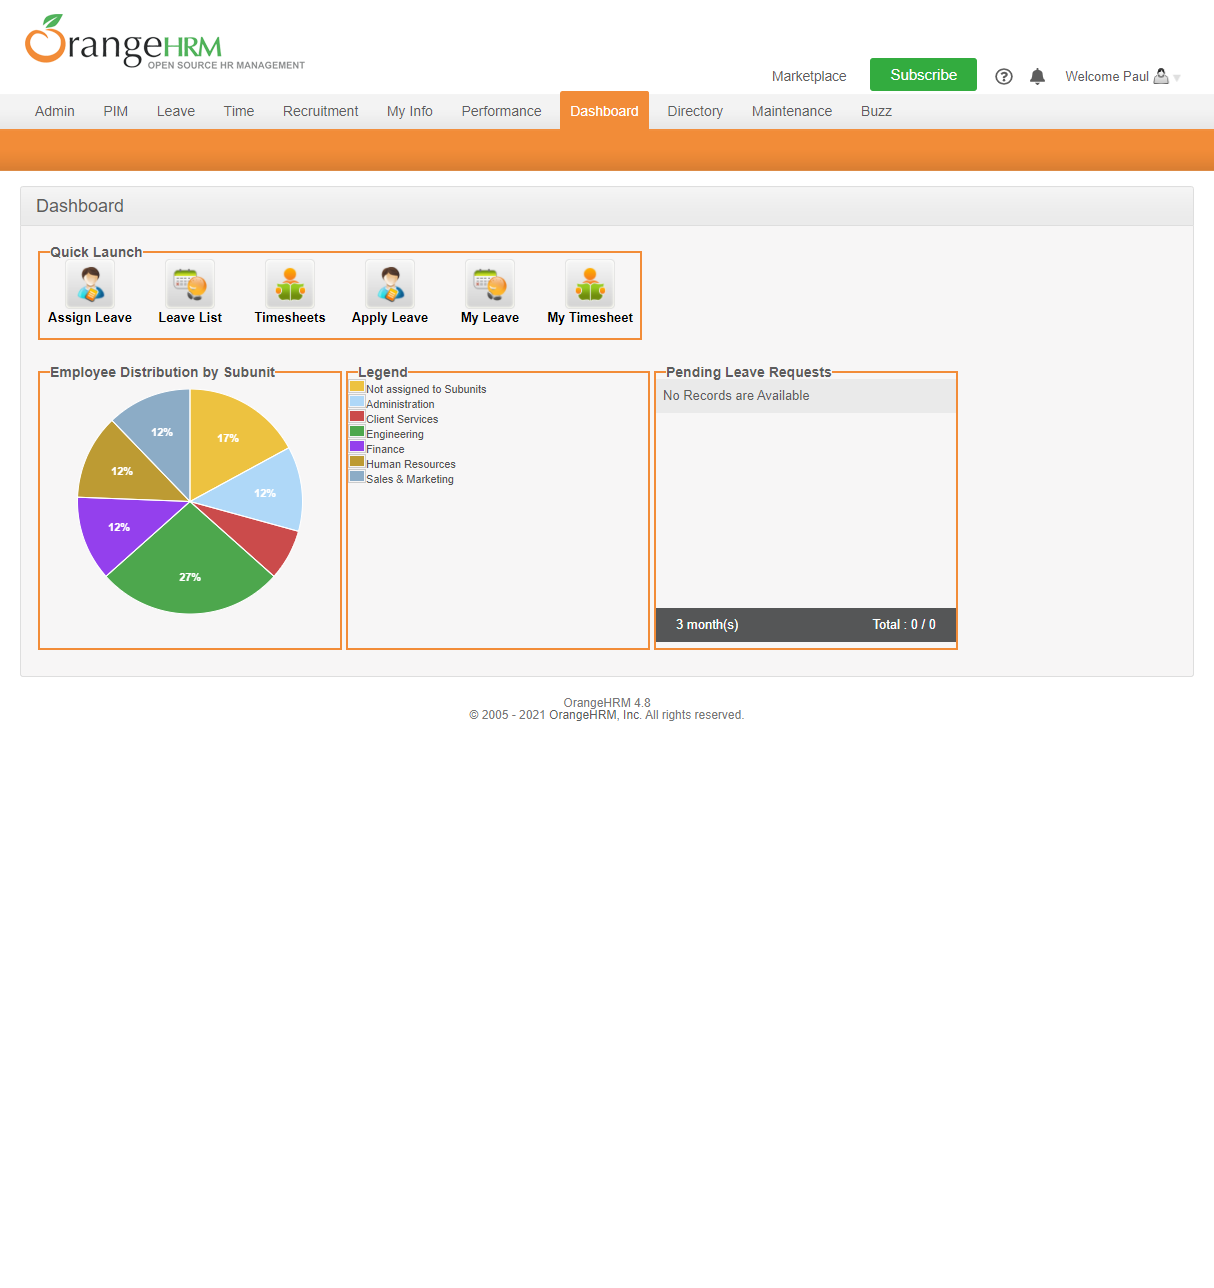 OrangeHRM
OPEN SOURCE HR MANAGEMENT
Marketplace Subscribe Welcome Paul
Admin PIM Leave Time Recruitment My Info Performance Dashboard Directory Maintenance Buzz
Dashboard
Quick Launch
Assign Leave Leave List Timesheets Apply Leave My Leave My Timesheet
Employee Distribution by Subunit
17%
12%
27%
12%
12%
12%
Legend
Not assigned to Subunits
Administration
Client Services
Engineering
Finance
Human Resources
Sales & Marketing
Pending Leave Requests
No Records are Available
3 month(s) Total : 0 / 0
OrangeHRM 4.8
© 2005 - 2021 OrangeHRM, Inc. All rights reserved.